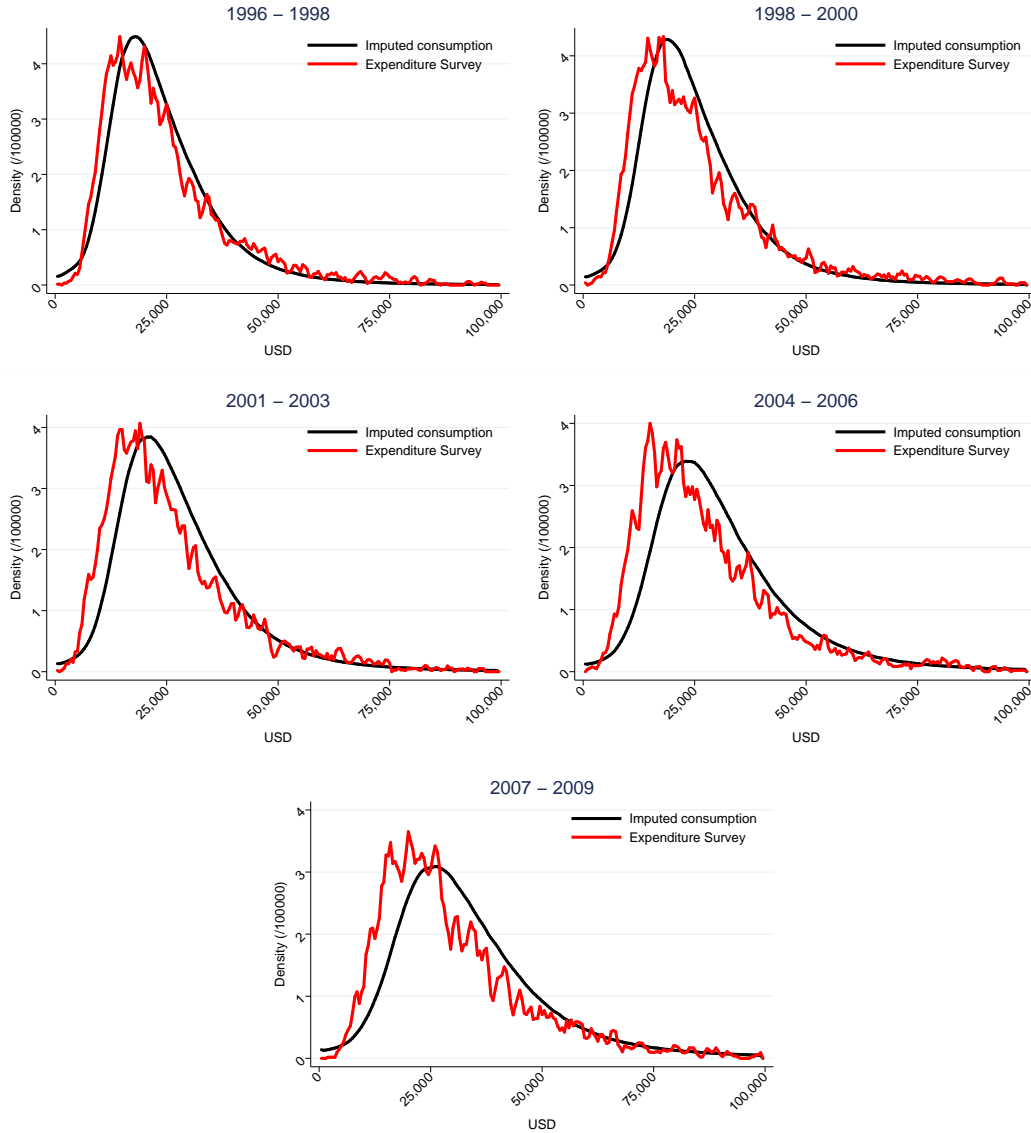 1996 – 1998
Imputed consumption
Expenditure Survey
Density (/100000)
4
3
2
1
0
0
25,000
50,000
75,000
100,000
USD
1998 – 2000
Imputed consumption
Expenditure Survey
Density (/100000)
4
3
2
1
0
0
25,000
50,000
75,000
100,000
USD
2001 – 2003
Imputed consumption
Expenditure Survey
Density (/100000)
4
3
2
1
0
0
25,000
50,000
75,000
100,000
USD
2004 – 2006
Imputed consumption
Expenditure Survey
Density (/100000)
4
3
2
1
0
0
25,000
50,000
75,000
100,000
USD
2007 – 2009
Imputed consumption
Expenditure Survey
Density (/100000)
4
3
2
1
0
0
25,000
50,000
75,000
100,000
USD